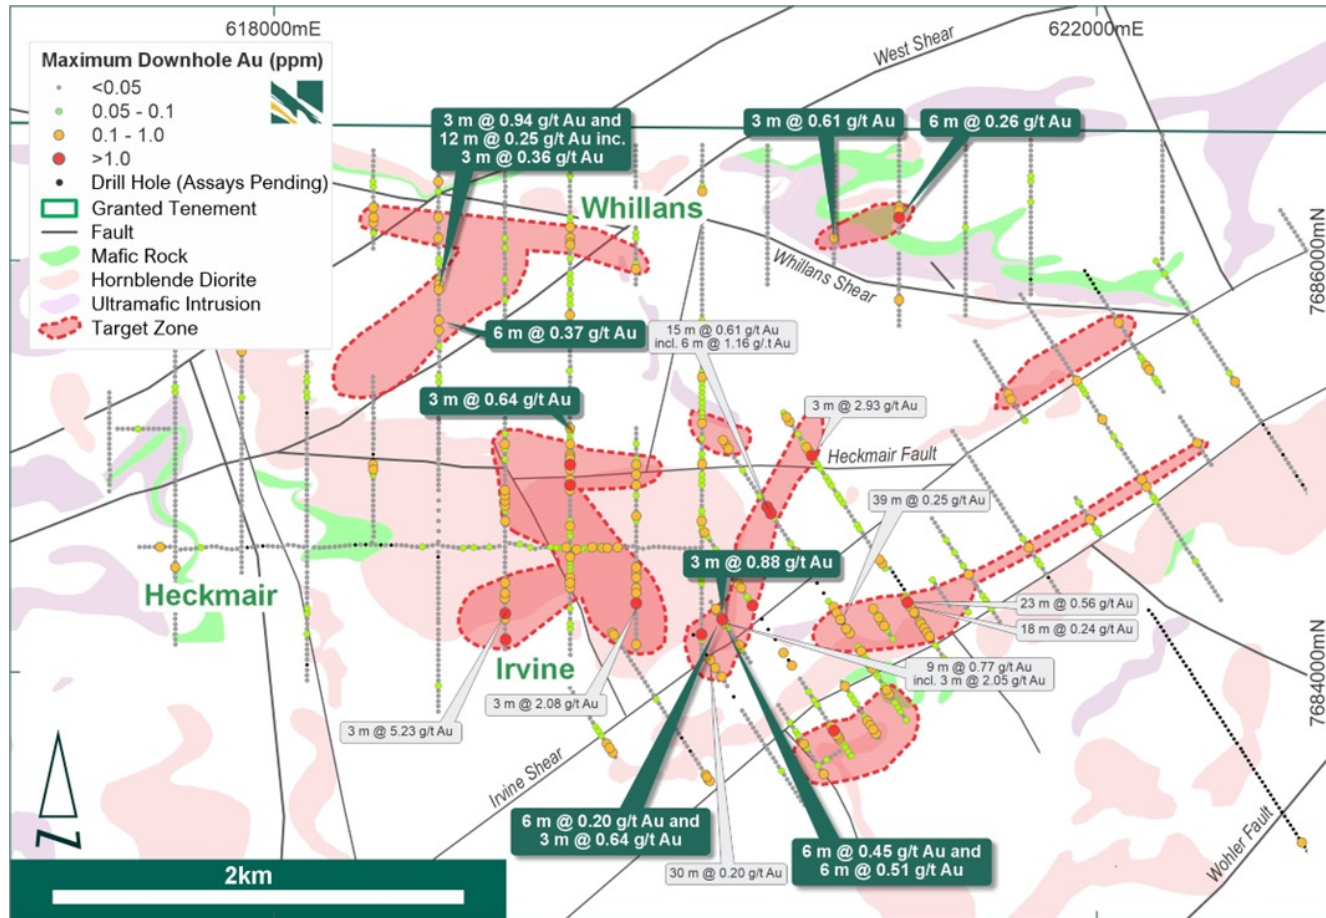 618000mE
622000mE
Maximum Downhole Au (ppm)
<0.05
0.05 - 0.1
0.1 - 1.0
>1.0
Drill Hole (Assays Pending)
Granted Tenement
Fault
Mafic Rock
Hornblende Diorite
Ultramafic Intrusion
Target Zone
West Shear
3 m @ 0.94 g/t Au and
12 m @ 0.25 g/t Au inc.
3 m @ 0.36 g/t Au
3 m @ 0.61 g/t Au
6 m @ 0.26 g/t Au
Whillans
Whillans Shear
7686000mN
6 m @ 0.37 g/t Au
15 m @ 0.61 g/t Au
incl. 6 m @ 1.16 g/.t Au
3 m @ 0.64 g/t Au
3 m @ 2.93 g/t Au
Heckmair Fault
39 m @ 0.25 g/t Au
3 m @ 0.88 g/t Au
Heckmair
23 m @ 0.56 g/t Au
18 m @ 0.24 g/t Au
Irvine
9 m @ 0.77 g/t Au
incl. 3 m @ 2.05 g/t Au
7684000mN
3 m @ 2.08 g/t Au
3 m @ 5.23 g/t Au
Irvine Shear
6 m @ 0.20 g/t Au and
3 m @ 0.64 g/t Au
30 m @ 0.20 g/t Au
6 m @ 0.45 g/t Au and
6 m @ 0.51 g/t Au
Wohler Fault
N
2km